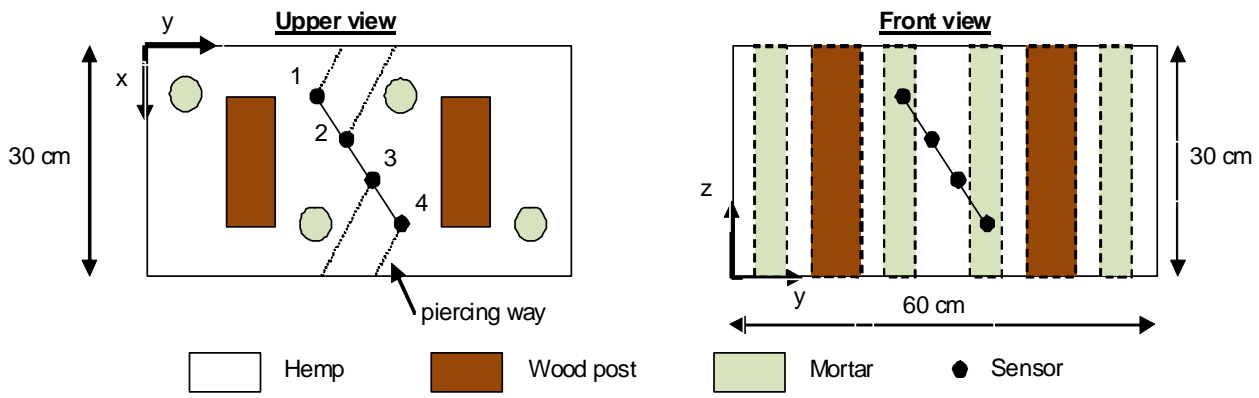 Upper view
y
x
30 cm
1
2
3
4
piercing way
Front view
z
y
30 cm
60 cm
Hemp
Wood post
Mortar
Sensor